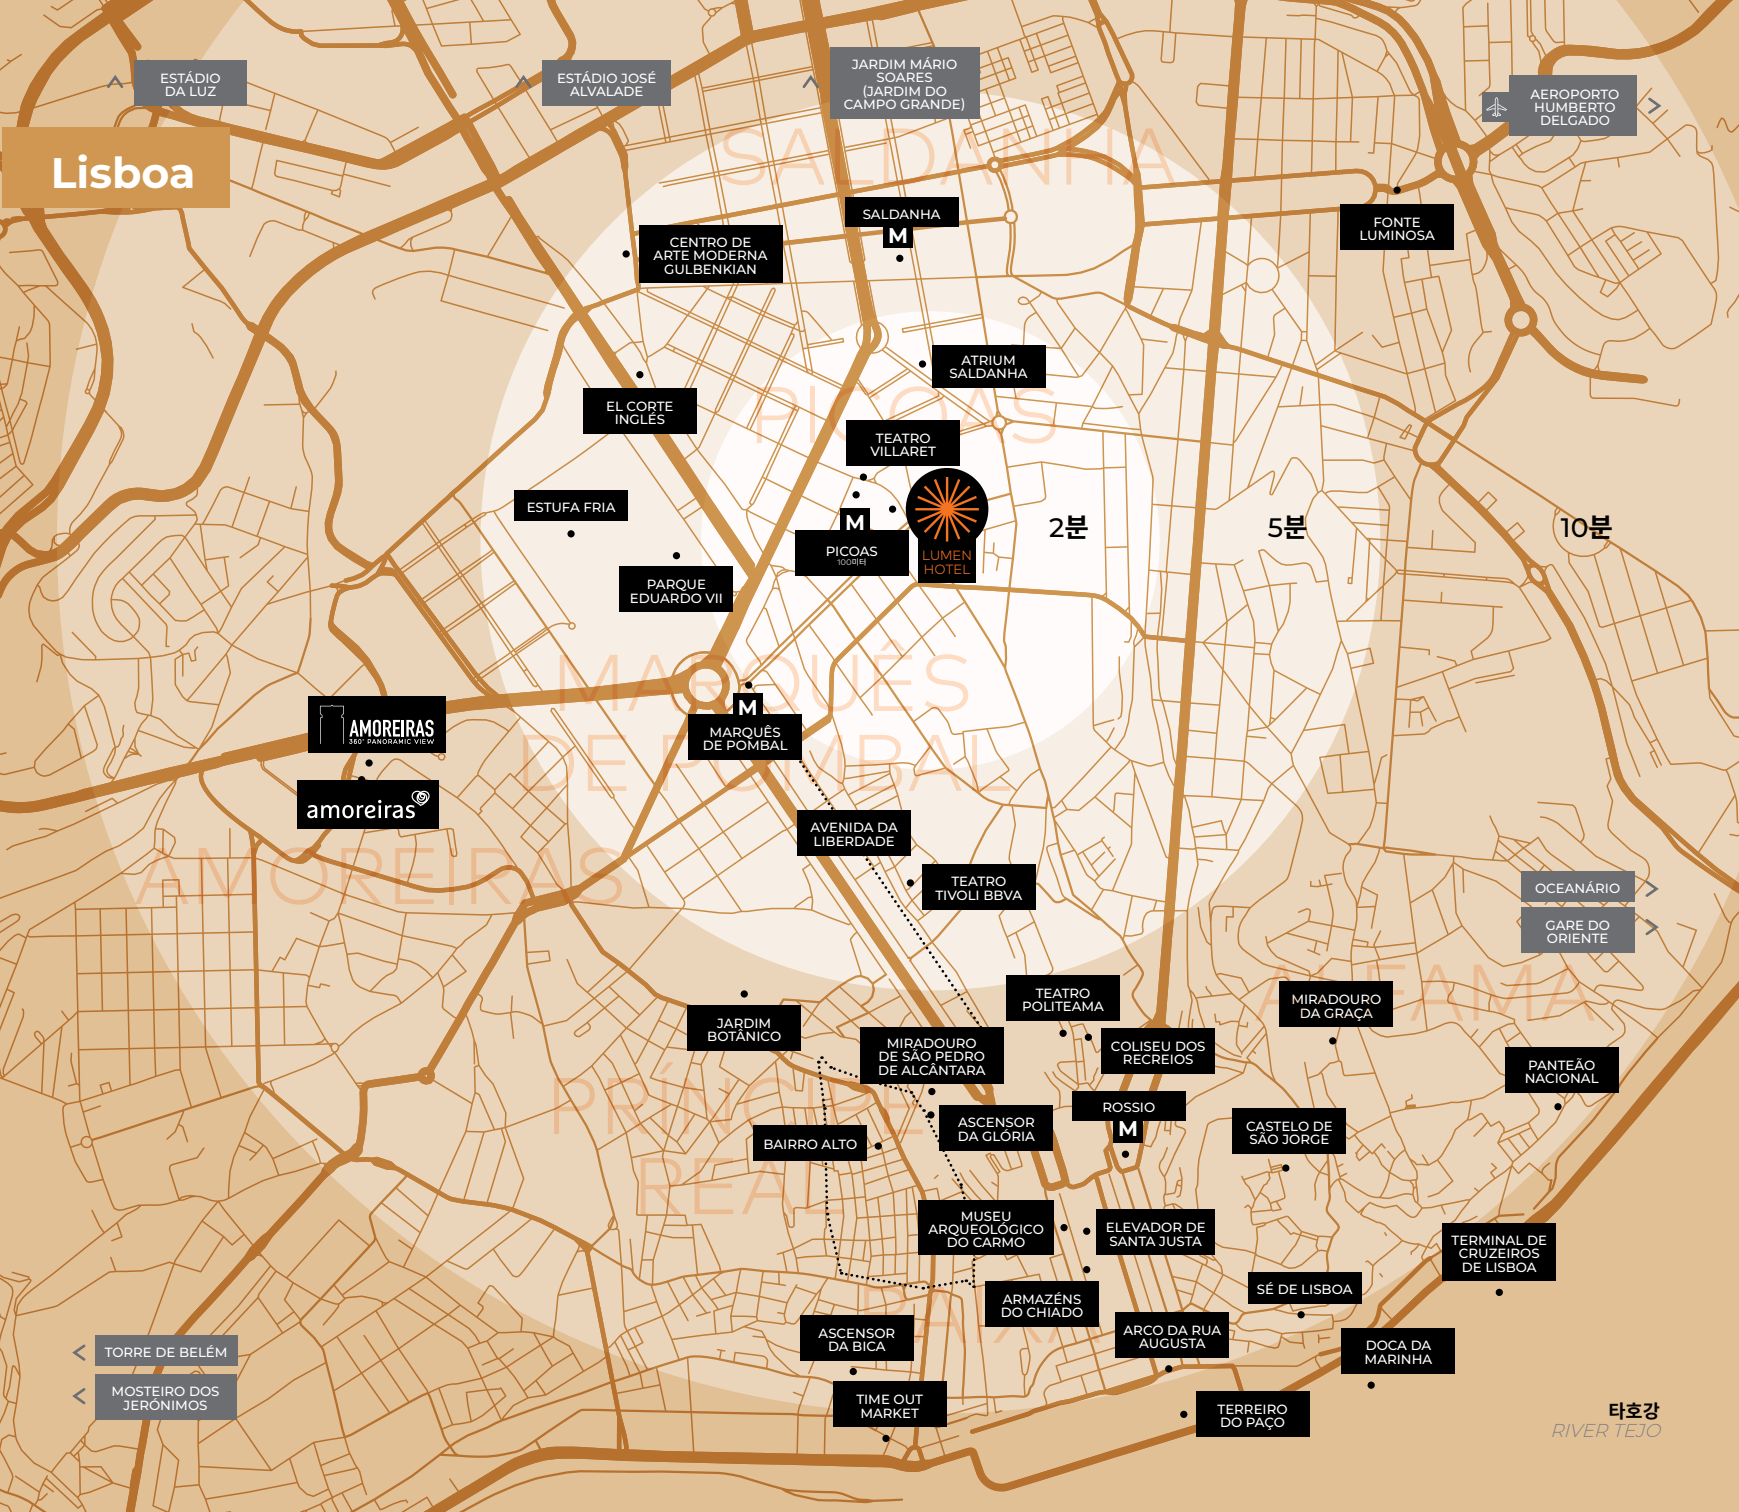 ESTÁDIO
DA LUZ
ESTÁDIO JOSÉ
ALVALADE
JARDIM MÁRIO
SOARES
(JARDIM DO
CAMPO GRANDE)
AEROPORTO
HUMBERTO
DELGADO
Lisboa
SALDANHA
SALDANHA
M
FONTE
LUMINOSA
CENTRO DE
ARTE MODERNA
GULBENKIAN
ATRIUM
SALDANHA
PICOAS
EL CORTE
INGLÉS
TEATRO
VILLARET
ESTUFA FRIA
M
PICOAS
100미터
LUMEN
HOTEL
2분
5분
10분
PARQUE
EDUARDO VII
MARQUÊS
DE POMBAL
M
MARQUÊS
DE POMBAL
AMOREIRAS
360° PANORAMIC VIEW
amoreiras
AMOREIRAS
AVENIDA DA
LIBERDADE
TEATRO
TIVOLI BBVA
OCEANÁRIO
GARE DO
ORIENTE
ALFAMA
TEATRO
POLITEAMA
MIRADOURO
DA GRAÇA
JARDIM
BOTÂNICO
MIRADOURO
DE SÃO PEDRO
DE ALCÂNTARA
COLISEU DOS
RECREIOS
PANTEÃO
NACIONAL
PRÍNCIPE
REAL
ROSSIO
M
ASCENSOR
DA GLÓRIA
CASTELO DE
SÃO JORGE
BAIRRO ALTO
MUSEU
ARQUEOLÓGICO
DO CARMO
ELEVADOR DE
SANTA JUSTA
TERMINAL DE
CRUZEIROS
DE LISBOA
SÉ DE LISBOA
BAIXA
ARMAZÉNS
DO CHIADO
ASCENSOR
DA BICA
ARCO DA RUA
AUGUSTA
DOCA DA
MARINHA
TORRE DE BELÉM
MOSTEIRO DOS
JERÓNIMOS
TIME OUT
MARKET
TERREIRO
DO PAÇO
타호강
RIVER TEJO